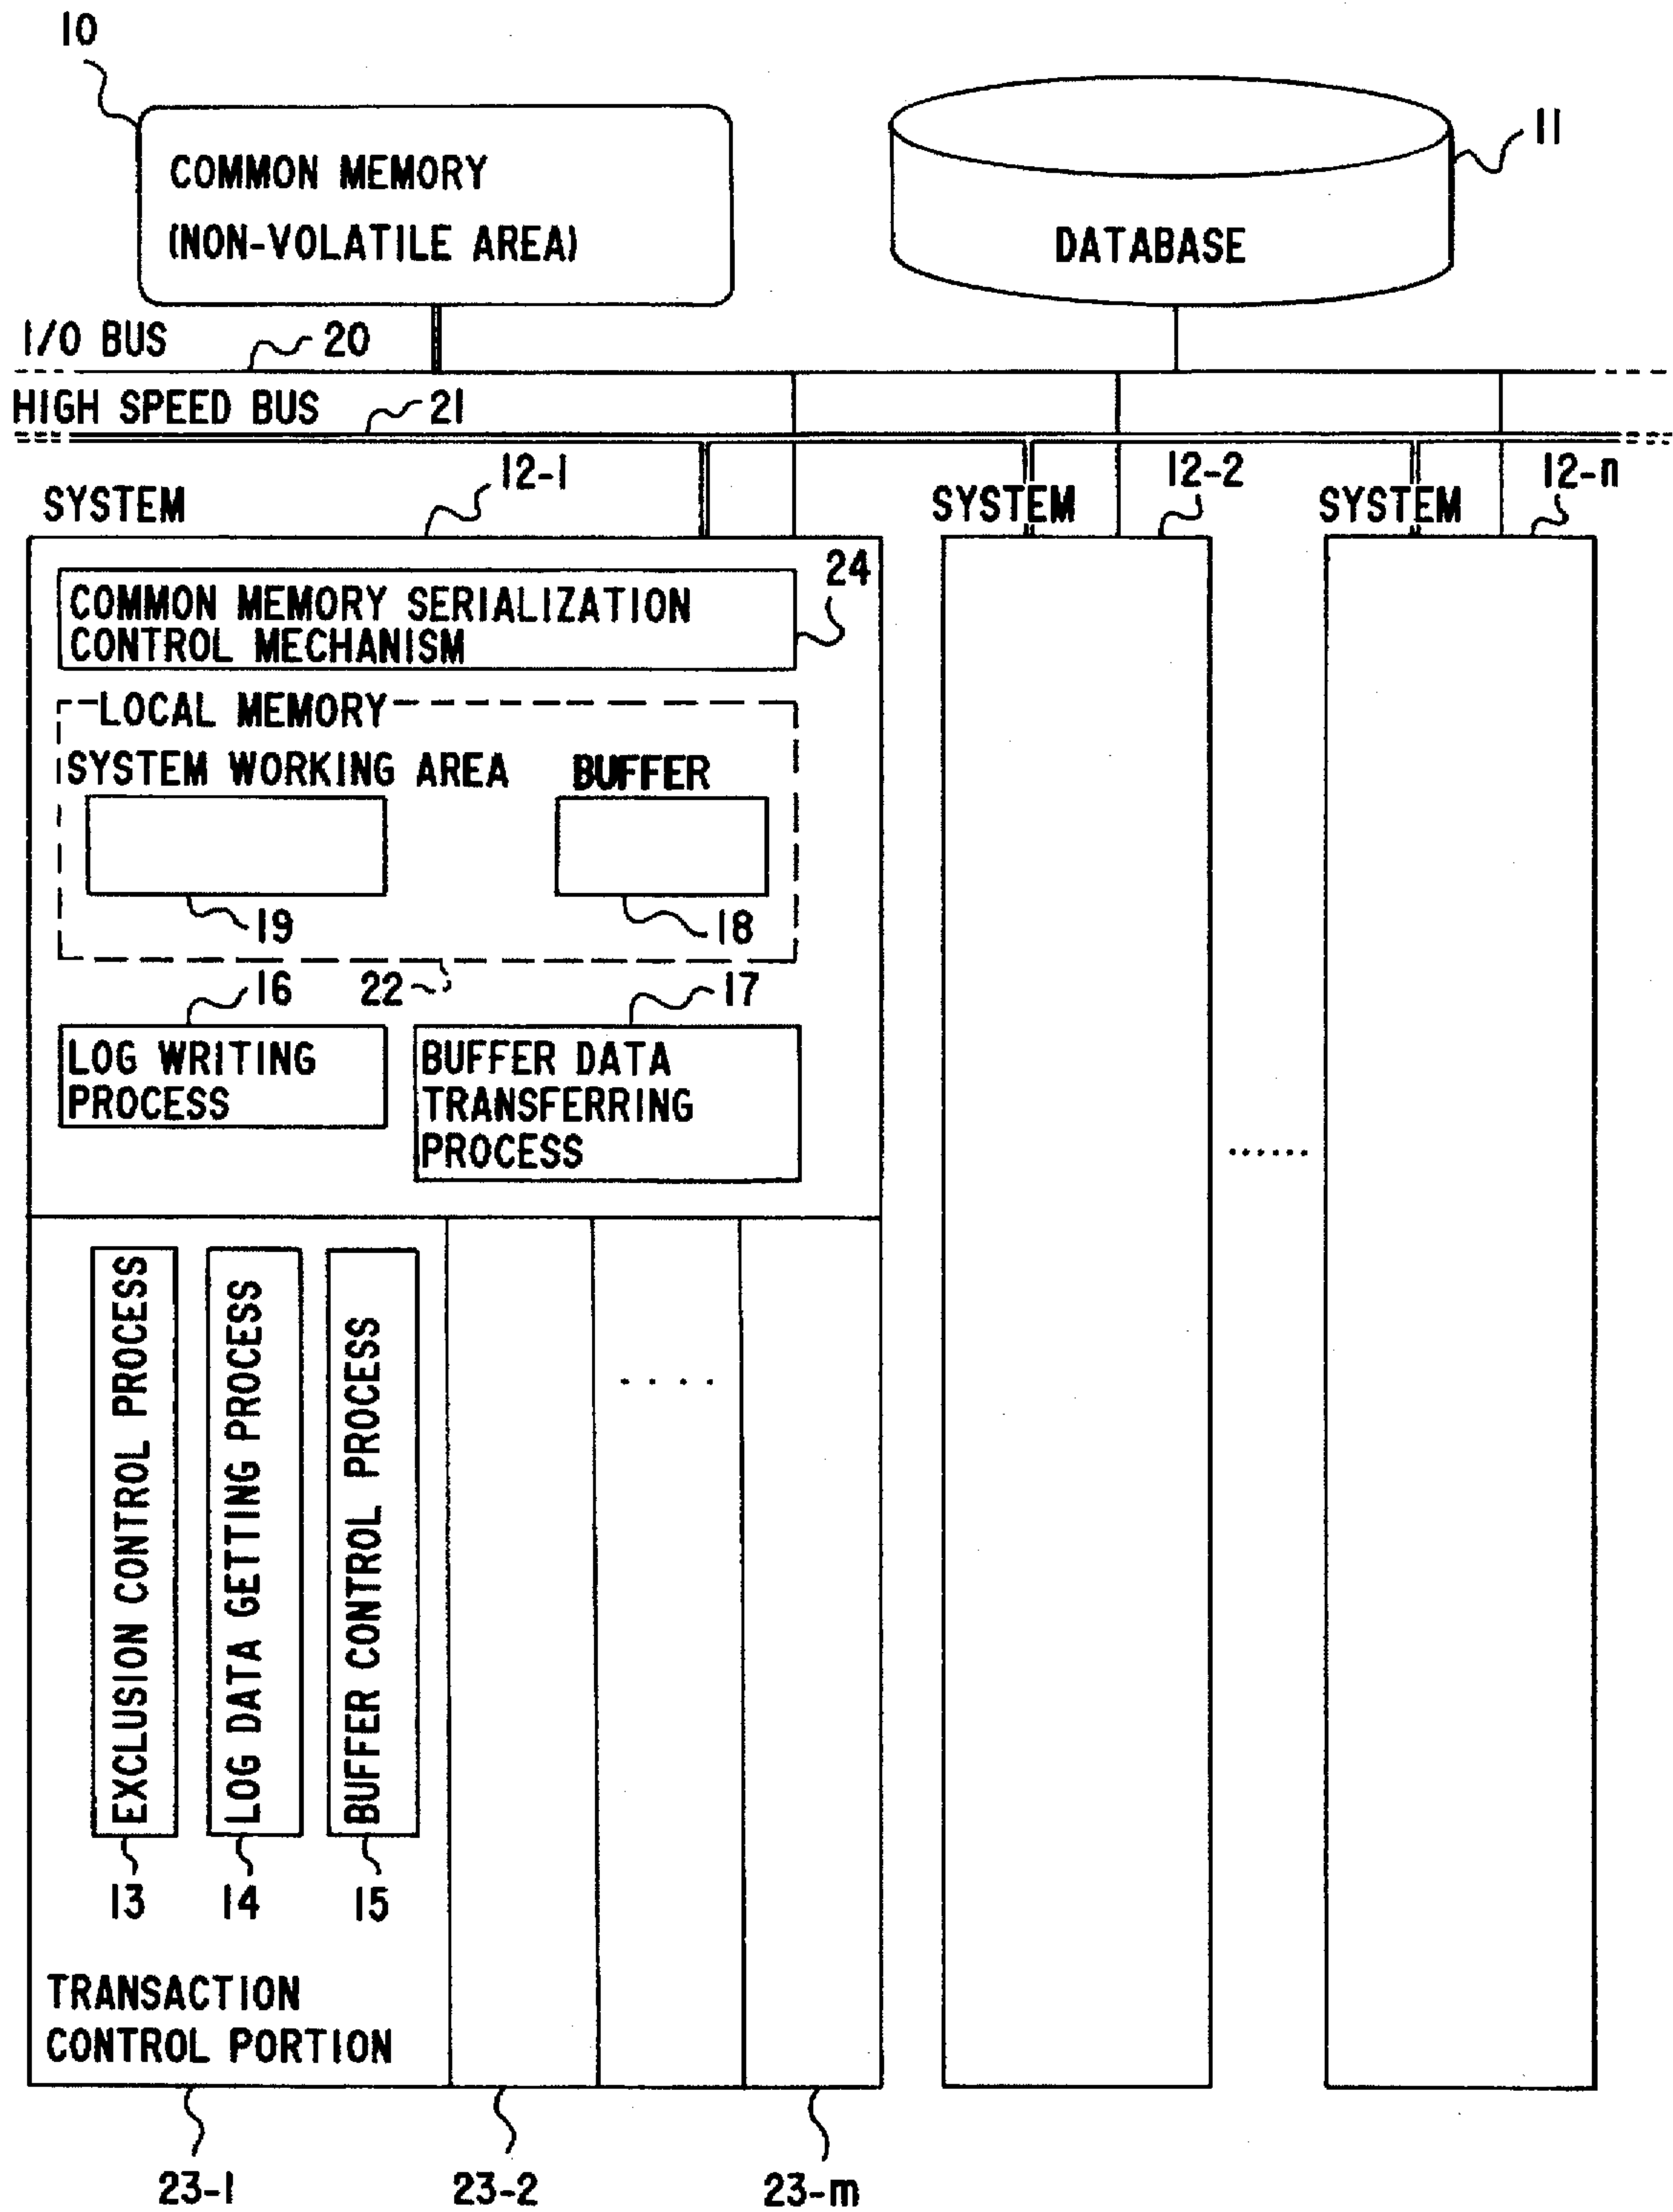 10
COMMON MEMORY
(NON-VOLATILE AREA)
11
DATABASE
I/O BUS
20
HIGH SPEED BUS
21
SYSTEM
12-1
SYSTEM
12-2
SYSTEM
12-n
24
COMMON MEMORY SERIALIZATION
CONTROL MECHANISM
LOCAL MEMORY
SYSTEM WORKING AREA
BUFFER
19
18
16
22
17
LOG WRITING
PROCESS
BUFFER DATA
TRANSFERRING
PROCESS
......
EXCLUSION CONTROL PROCESS
LOG DATA GETTING PROCESS
BUFFER CONTROL PROCESS
....
13
14
15
TRANSACTION
CONTROL PORTION
23-1
23-2
23-m